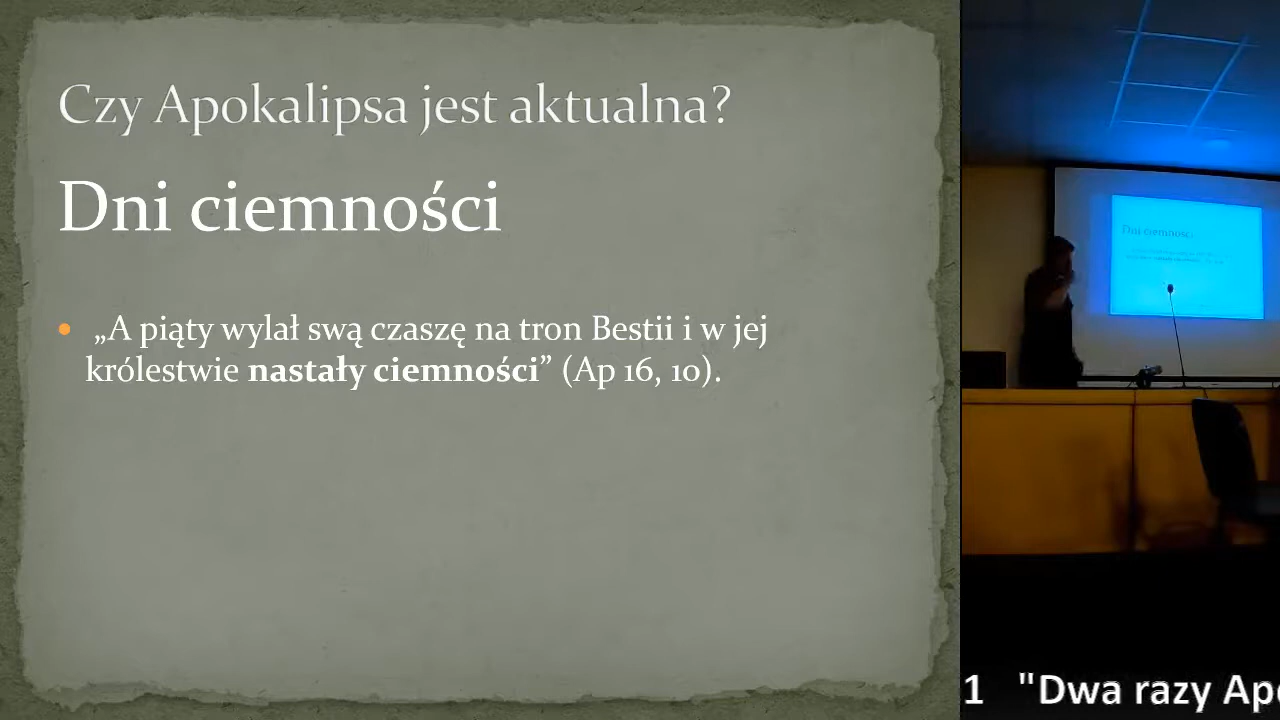 Czy Apokalipsa jest aktualna?
Dni ciemności
„A piąty wylał swą czaszę na tron Bestii i w jej
królestwie nastały ciemności” (Ap 16, 10).
Dni ciemności
1 "Dwa razy Apo